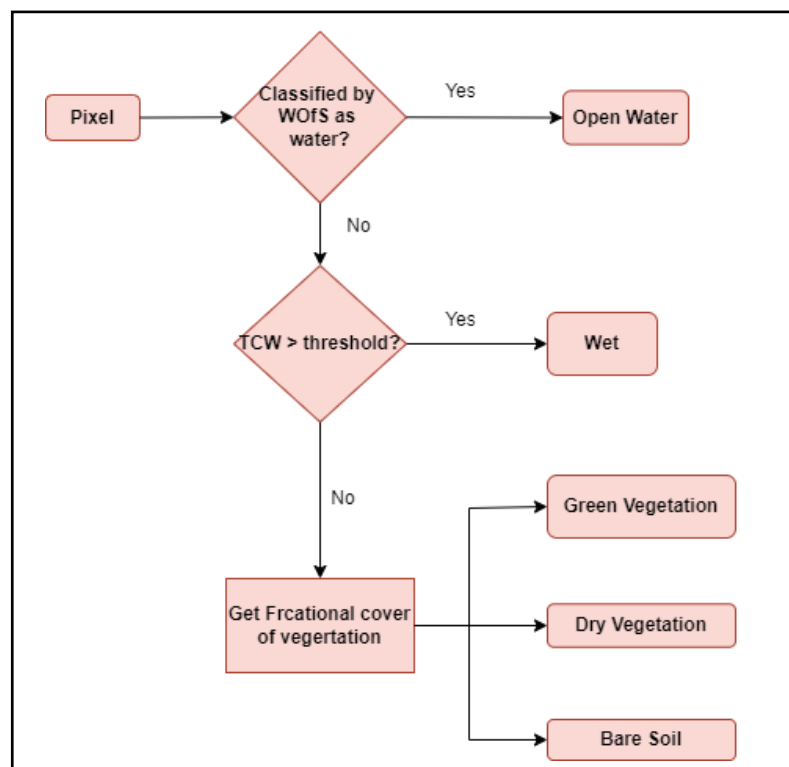 Pixel
Classified by
WOfS as
water?
Yes
Open Water
No
TCW > threshold?
Yes
Wet
No
Get Frcational cover
of vegertation
Green Vegetation
Dry Vegetation
Bare Soil